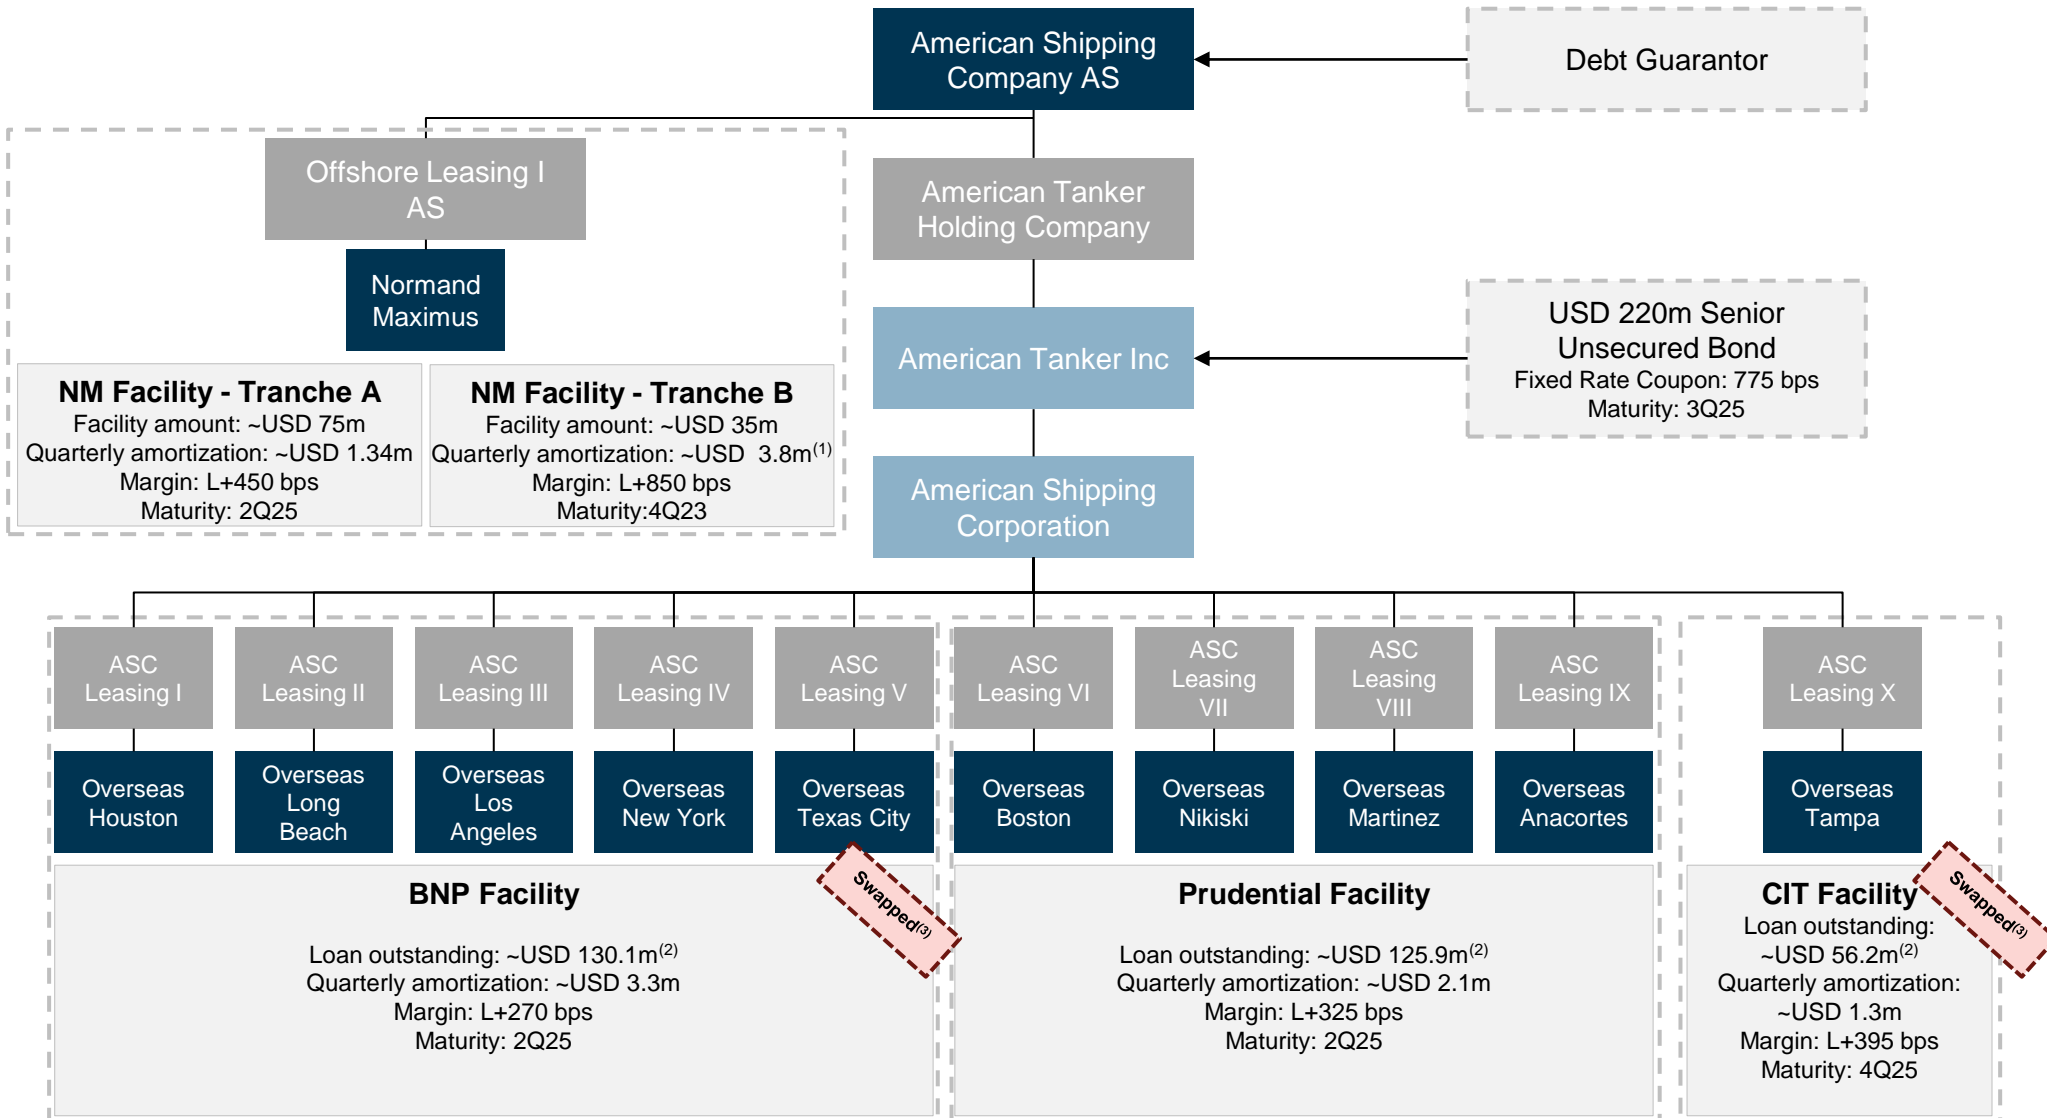 American Shipping
Company AS
Debt Guarantor
Offshore Leasing I
AS
American Tanker
Holding Company
Normand
Maximus
American Tanker Inc
USD 220m Senior
Unsecured Bond
Fixed Rate Coupon: 775 bps
Maturity: 3Q25
NM Facility - Tranche A
Facility amount: ~USD 75m
Quarterly amortization: ~USD 1.34m
Margin: L+450 bps
Maturity: 2Q25
NM Facility - Tranche B
Facility amount: ~USD 35m
Quarterly amortization: ~USD 3.8m(1)
Margin: L+850 bps
Maturity:4Q23
American Shipping
Corporation
ASC
Leasing I
ASC
Leasing II
ASC
Leasing III
ASC
Leasing IV
ASC
Leasing V
ASC
Leasing VI
ASC
Leasing
VII
ASC
Leasing
VIII
ASC
Leasing IX
ASC
Leasing X
Overseas
Houston
Overseas
Long
Beach
Overseas
Los
Angeles
Overseas
New York
Overseas
Texas City
Overseas
Boston
Overseas
Nikiski
Overseas
Martinez
Overseas
Anacortes
Overseas
Tampa
BNP Facility
Loan outstanding: ~USD 130.1m(2)
Quarterly amortization: ~USD 3.3m
Margin: L+270 bps
Maturity: 2Q25
Swapped(3)
Prudential Facility
Loan outstanding: ~USD 125.9m(2)
Quarterly amortization: ~USD 2.1m
Margin: L+325 bps
Maturity: 2Q25
CIT Facility
Loan outstanding:
~USD 56.2m(2)
Quarterly amortization:
~USD 1.3m
Margin: L+395 bps
Maturity: 4Q25
Swapped(3)